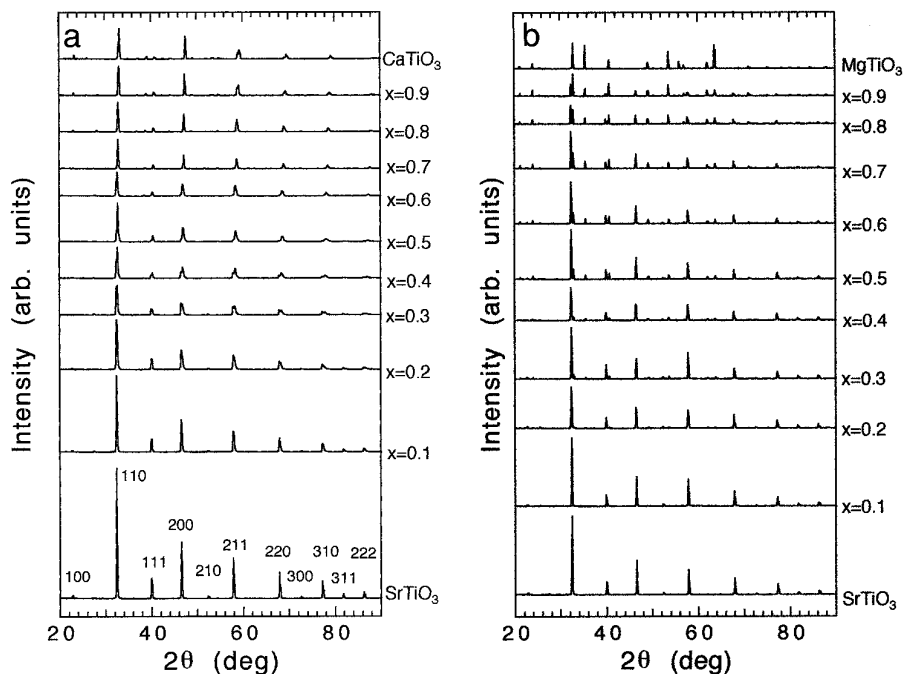 a
CaTiO3
x=0.9
x=0.8
x=0.7
x=0.6
x=0.5
x=0.4
x=0.3
x=0.2
x=0.1
SrTiO3
100
110
111
200
210
211
220
300
310
311
222
Intensity (arb. units)
20 40 60 80
2θ (deg)
b
MgTiO3
x=0.9
x=0.8
x=0.7
x=0.6
x=0.5
x=0.4
x=0.3
x=0.2
x=0.1
SrTiO3
Intensity (arb. units)
20 40 60 80
2θ (deg)